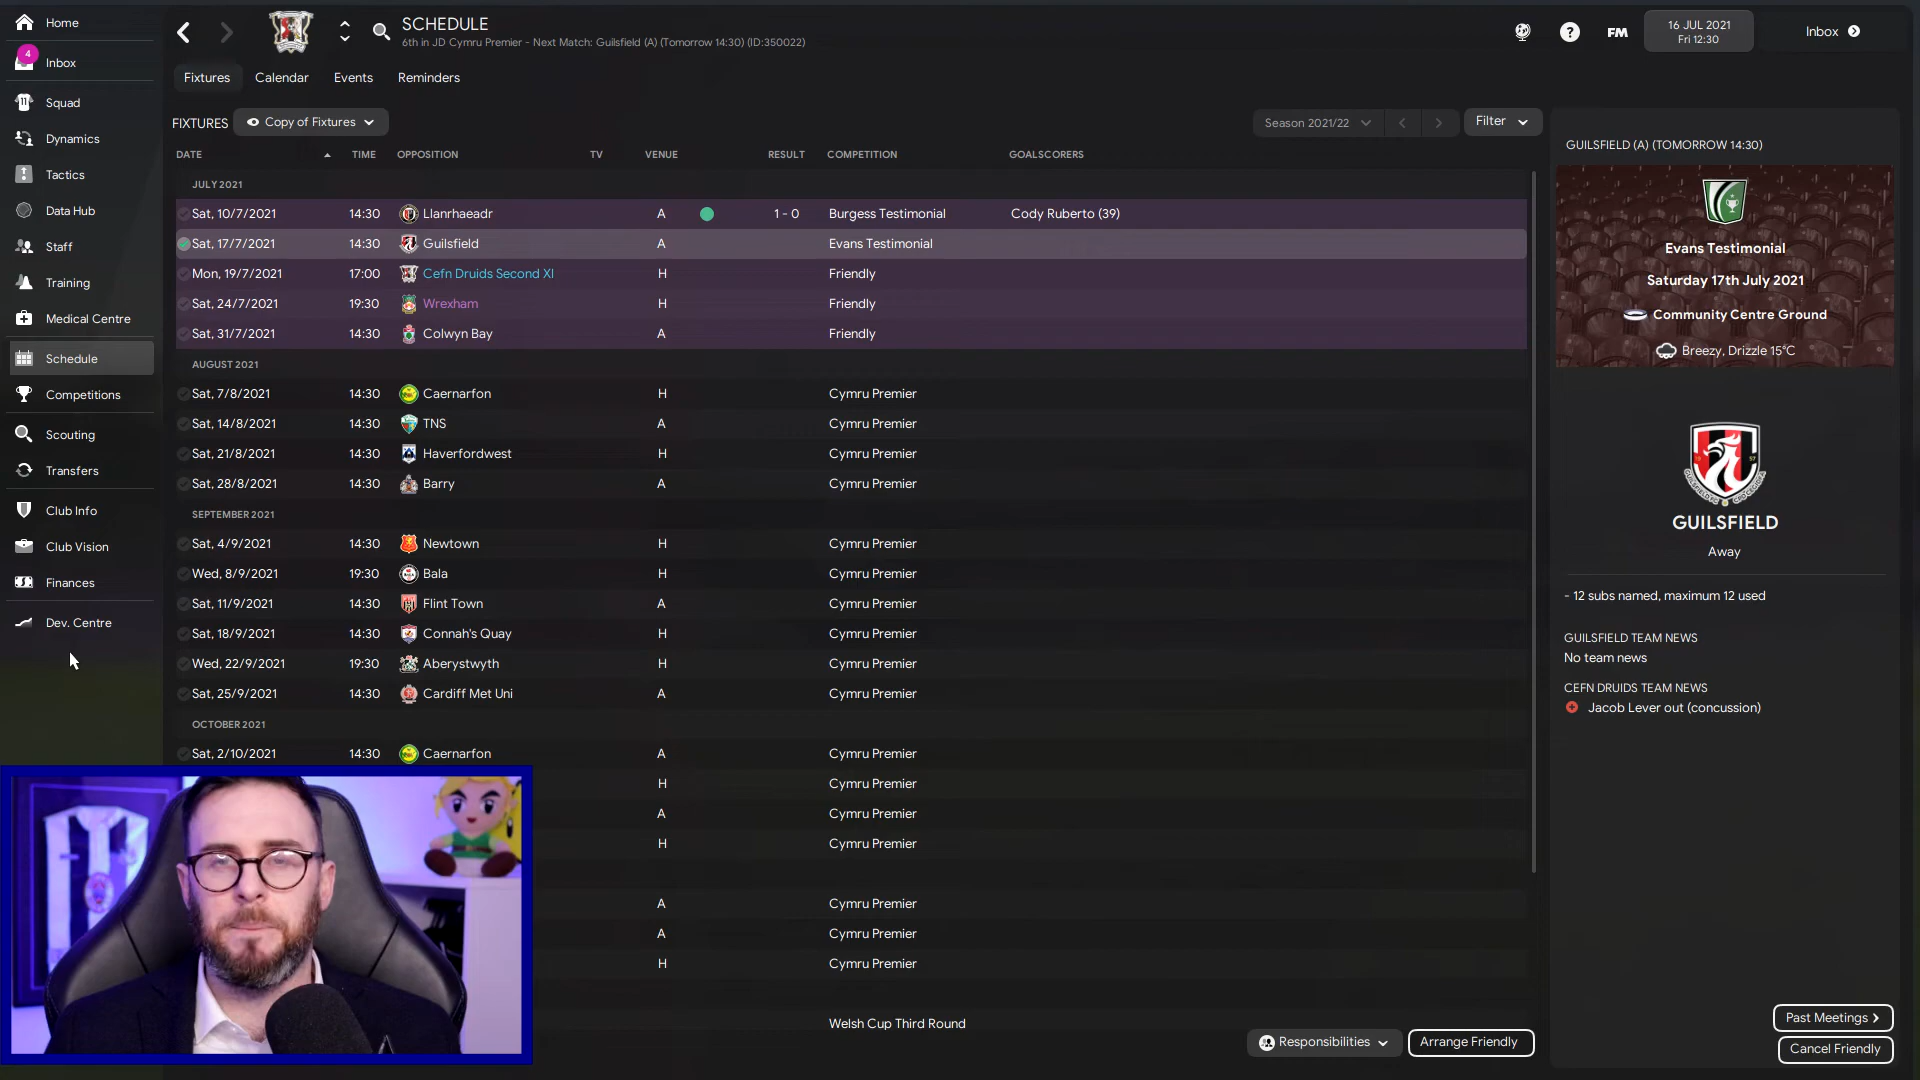 Home
4
Inbox
Squad
Dynamics
Tactics
Data Hub
Staff
Training
Medical Centre
Schedule
Competitions
Scouting
Transfers
Club Info
Club Vision
Finances
Dev. Centre
SCHEDULE
6th in JD Cymru Premier - Next Match: Guilsfield (A) (Tomorrow 14:30) (ID:350022)
FM
16 JUL 2021
Fri 12:30
Inbox
Fixtures Calendar Events Reminders
FIXTURES Copy of Fixtures Season 2021/22 Filter
DATE TIME OPPOSITION TV VENUE RESULT COMPETITION GOALSCORERS
JULY 2021
Sat, 10/7/2021 14:30 Llanrhaeadr A 1 - 0 Burgess Testimonial Cody Ruberto (39)
Sat, 17/7/2021 14:30 Guilsfield A Evans Testimonial
Mon, 19/7/2021 17:00 Cefn Druids Second XI H Friendly
Sat, 24/7/2021 19:30 Wrexham H Friendly
Sat, 31/7/2021 14:30 Colwyn Bay A Friendly
AUGUST 2021
Sat, 7/8/2021 14:30 Caernarfon H Cymru Premier
Sat, 14/8/2021 14:30 TNS A Cymru Premier
Sat, 21/8/2021 14:30 Haverfordwest H Cymru Premier
Sat, 28/8/2021 14:30 Barry A Cymru Premier
SEPTEMBER 2021
Sat, 4/9/2021 14:30 Newtown H Cymru Premier
Wed, 8/9/2021 19:30 Bala H Cymru Premier
Sat, 11/9/2021 14:30 Flint Town A Cymru Premier
Sat, 18/9/2021 14:30 Connah's Quay H Cymru Premier
Wed, 22/9/2021 19:30 Aberystwyth H Cymru Premier
Sat, 25/9/2021 14:30 Cardiff Met Uni A Cymru Premier
OCTOBER 2021
Sat, 2/10/2021 14:30 Caernarfon A Cymru Premier
H Cymru Premier
A Cymru Premier
H Cymru Premier
A Cymru Premier
A Cymru Premier
H Cymru Premier
Welsh Cup Third Round
Responsibilities Arrange Friendly
GUILSFIELD (A) (TOMORROW 14:30)
Evans Testimonial
Saturday 17th July 2021
Community Centre Ground
Breezy, Drizzle 15°C
GUILSFIELD
Away
- 12 subs named, maximum 12 used
GUILSFIELD TEAM NEWS
No team news
CEFN DRUIDS TEAM NEWS
Jacob Lever out (concussion)
Past Meetings
Cancel Friendly